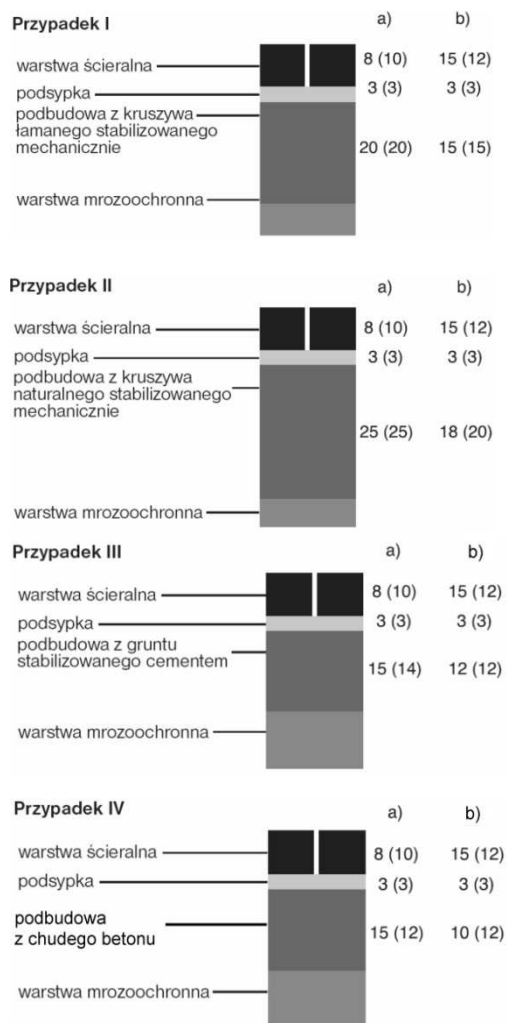 Przypadek I a) b)
warstwa ścieralna 8 (10) 15 (12)
podsypka 3 (3) 3 (3)
podbudowa z kruszywa
łamanego stabilizowanego
mechanicznie 20 (20) 15 (15)
warstwa mrozoochronna
Przypadek II a) b)
warstwa ścieralna 8 (10) 15 (12)
podsypka 3 (3) 3 (3)
podbudowa z kruszywa
naturalnego stabilizowanego
mechanicznie
25 (25) 18 (20)
warstwa mrozoochronna
Przypadek III a) b)
warstwa ścieralna 8 (10) 15 (12)
podsypka 3 (3) 3 (3)
podbudowa z gruntu
stabilizowanego cementem 15 (14) 12 (12)
warstwa mrozoochronna
Przypadek IV a) b)
warstwa ścieralna 8 (10) 15 (12)
podsypka 3 (3) 3 (3)
podbudowa
z chudego betonu 15 (12) 10 (12)
warstwa mrozoochronna